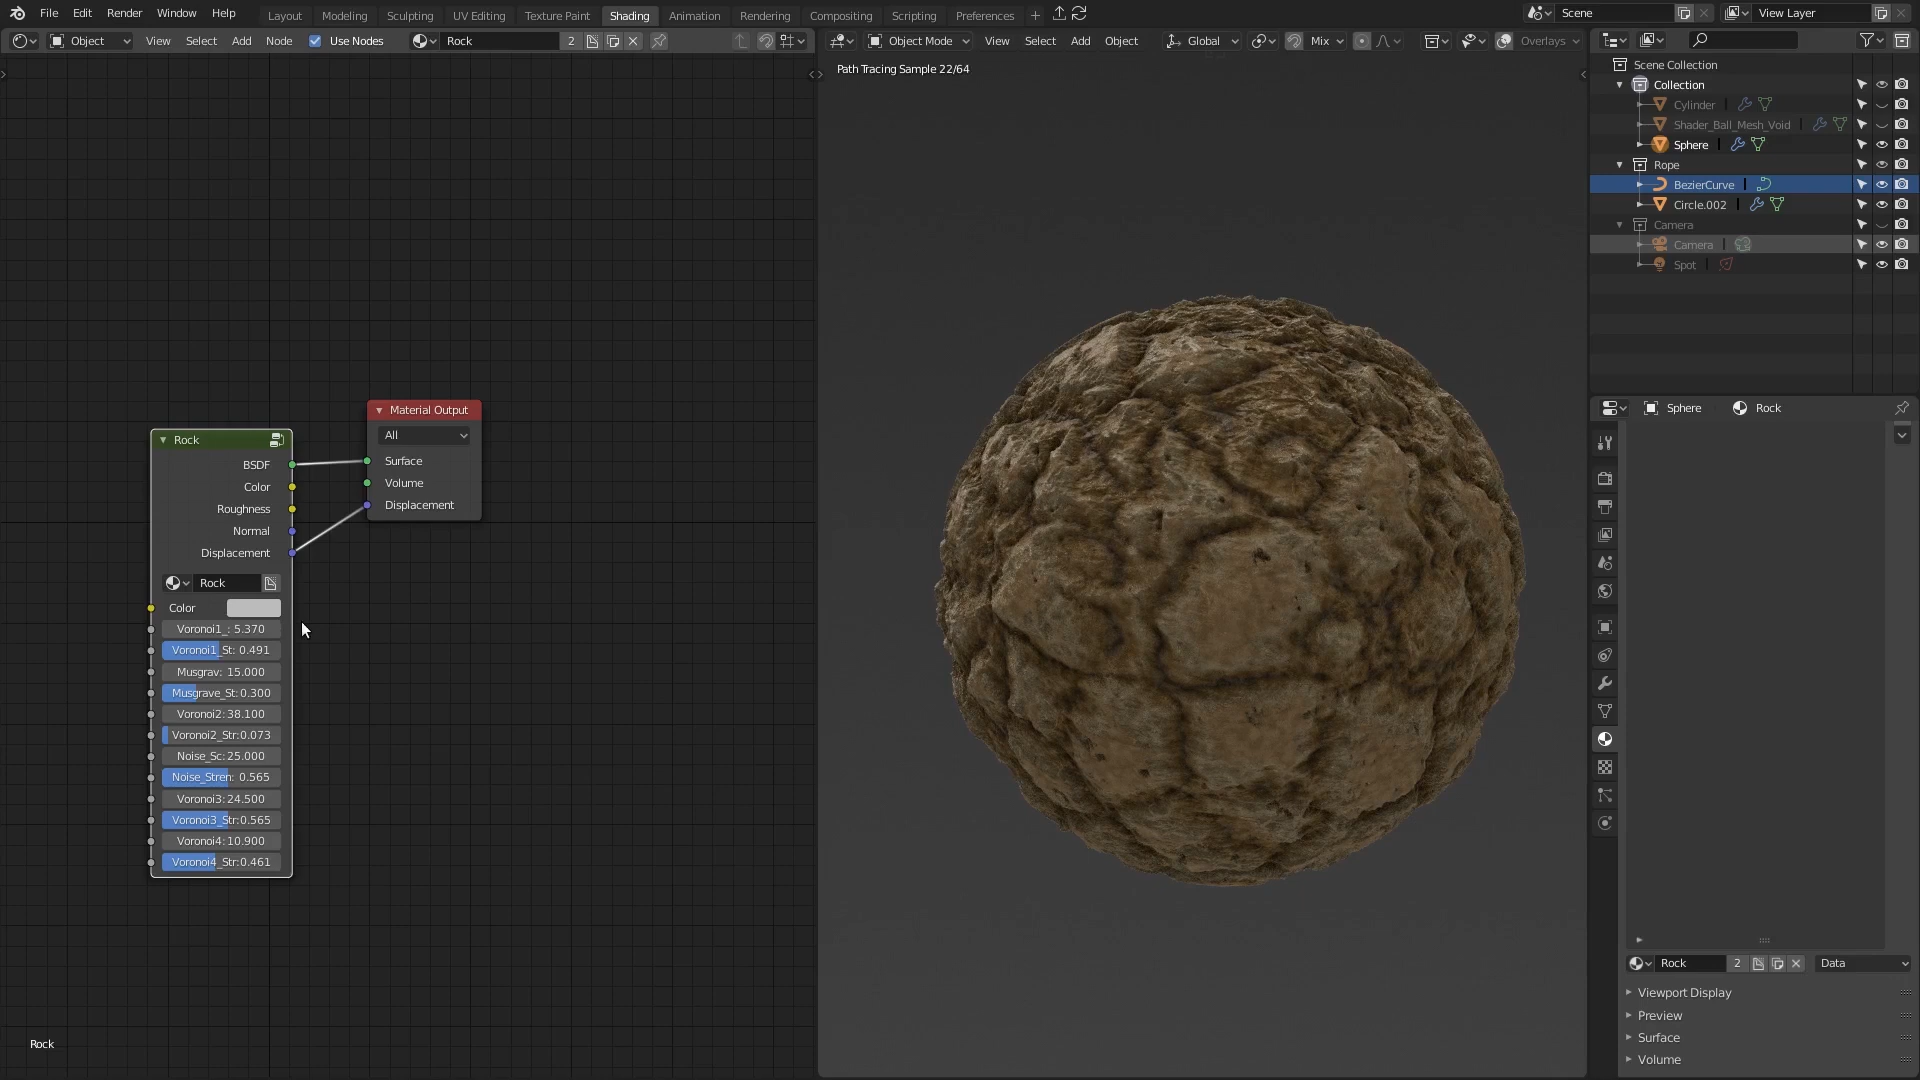 File Edit Render Window Help Layout Modeling Sculpting UV Editing Texture Paint Shading Animation Rendering Compositing Scripting Preferences + Scene View Layer
Object View Select Add Node Use Nodes Rock 2 Object Mode View Select Add Object Global Mix Overlays
Path Tracing Sample 22/64
Scene Collection
Collection
Cylinder
Shader_Ball_Mesh_Void
Sphere
Rope
BezierCurve
Circle.002
Camera
Camera
Spot
Sphere Rock
Material Output
All
Surface
Volume
Displacement
Rock
BSDF
Color
Roughness
Normal
Displacement
Rock
Color
Voronoi1_: 5.370
Voronoi1_St: 0.491
Musgrav: 15.000
Musgrave_St: 0.300
Voronoi2: 38.100
Voronoi2_Str: 0.073
Noise_Sc: 25.000
Noise_Stren: 0.565
Voronoi3: 24.500
Voronoi3_Str: 0.565
Voronoi4: 10.900
Voronoi4_Str: 0.461
Rock 2 Data
Viewport Display
Preview
Surface
Volume
Rock